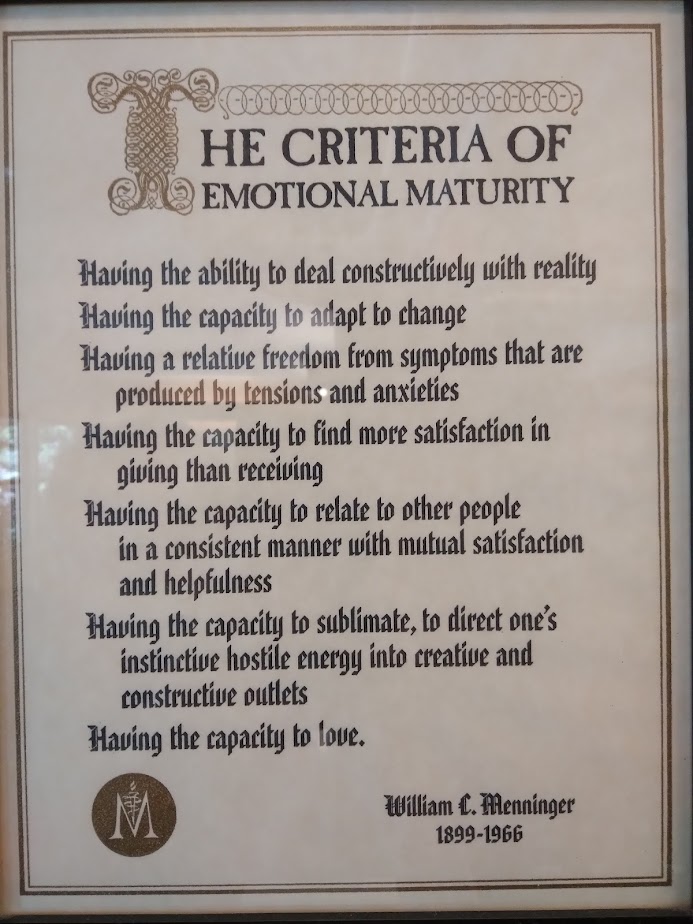 THE CRITERIA OF
EMOTIONAL MATURITY
Having the ability to deal constructively with reality
Having the capacity to adapt to change
Having a relative freedom from symptoms that are
produced by tensions and anxieties
Having the capacity to find more satisfaction in
giving than receiving
Having the capacity to relate to other people
in a consistent manner with mutual satisfaction
and helpfulness
Having the capacity to sublimate, to direct one's
instinctive hostile energy into creative and
constructive outlets
Having the capacity to love.
M
William C. Menninger
1899-1966